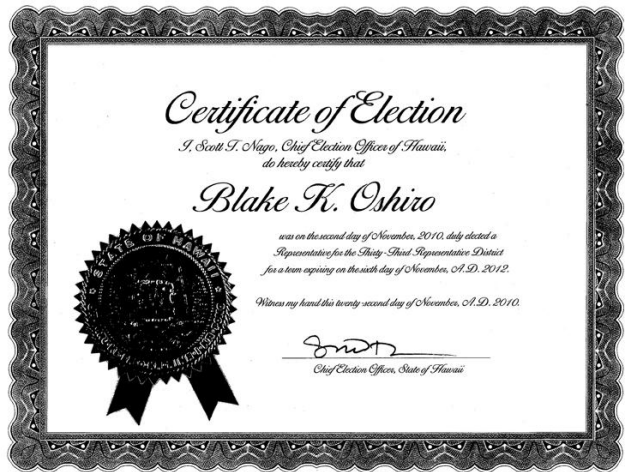 Certificate of Election
I, Scott T. Nago, Chief Election Officer of Hawaii,
do hereby certify that
Blake K. Oshiro
was on the second day of November, 2010, duly elected a
Representative for the Thirty-Third Representative District
for a term expiring on the sixth day of November, A.D. 2012.
Witness my hand this twenty-second day of November, A.D. 2010.
Chief Election Officer, State of Hawaii
STATE OF HAWAII